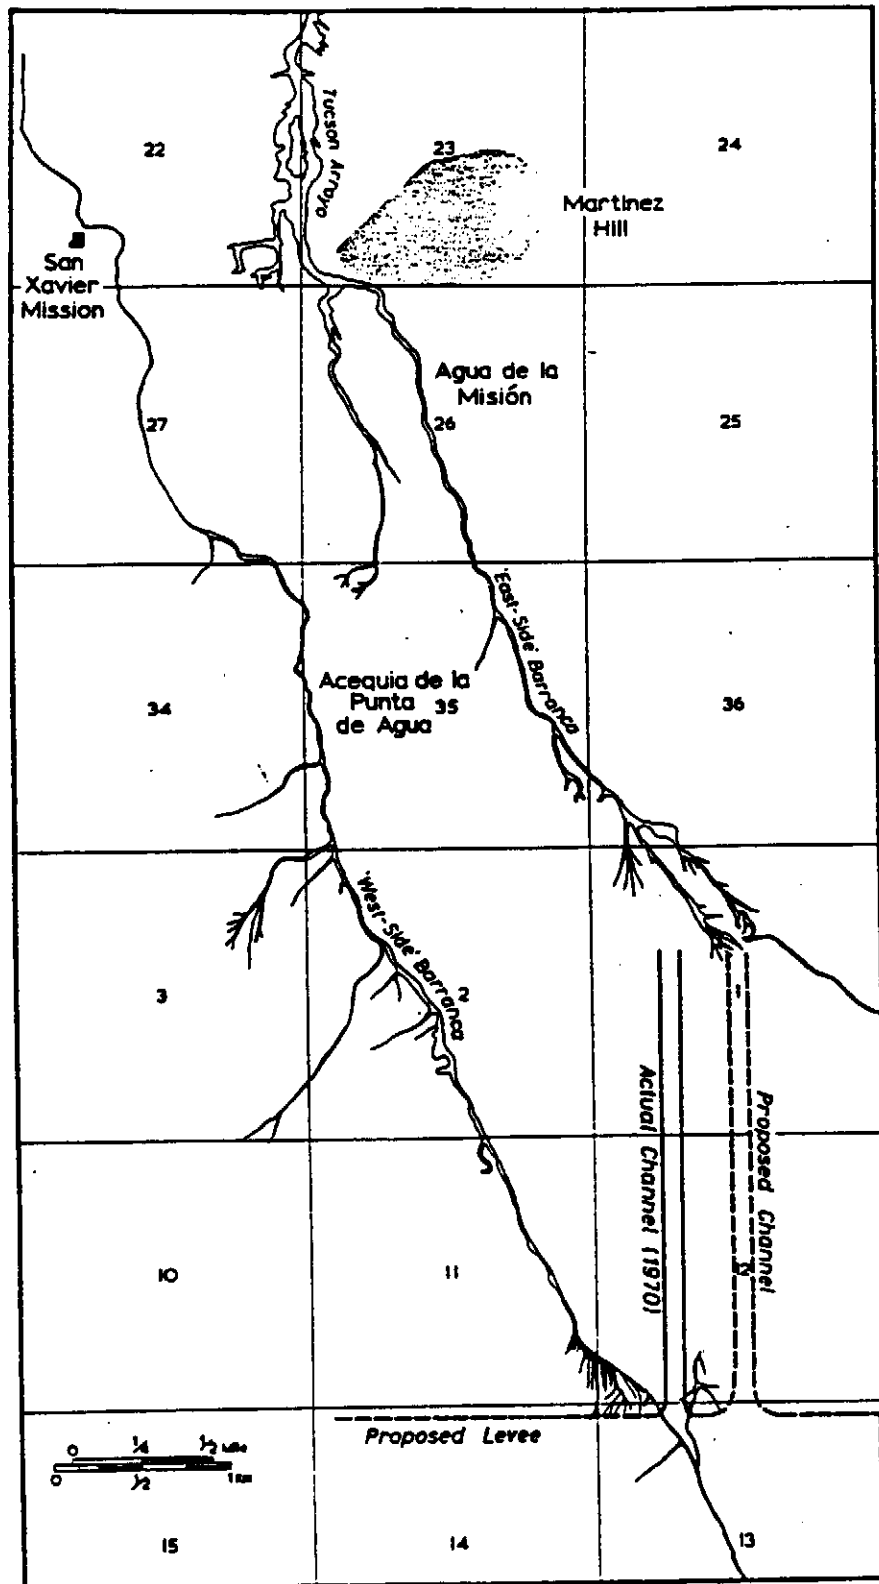 22
Tucson Arroyo
23
24
Martinez
Hill
San
Xavier
Mission
Agua de la
Misión
27
26
25
'East-Side' Barranca
Acequia de la
Punta
de Agua
34
35
36
'West-Side' Barranca
3
2
Actual Channel (1970)
Proposed Channel
10
11
12
Proposed Levee
0 1/4 1/2 Mile
0 1/2 1 Km
15
14
13